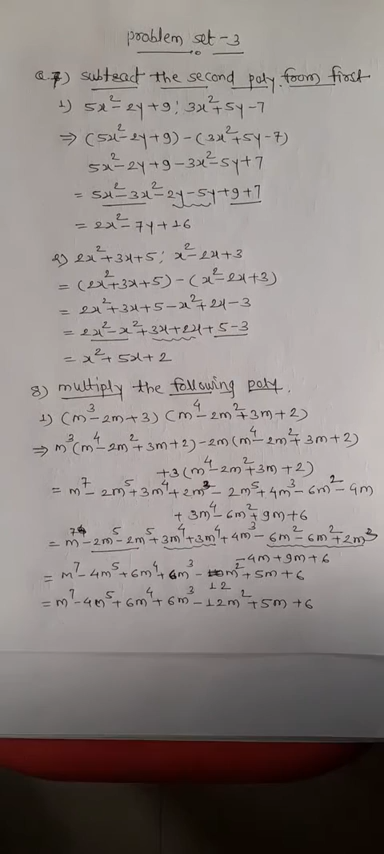 problem set-3
Q.7) subtract the second poly. from first
1) 5x²-2y+9; 3x²+5y-7
⇒ (5x²-2y+9)-(3x²+5y-7)
5x²-2y+9-3x²-5y+7
= 5x²-3x²-2y-5y+9+7
= 2x²-7y+16
2) 2x²+3x+5; x²-2x+3
= (2x²+3x+5)-(x²-2x+3)
= 2x²+3x+5-x²+2x-3
= 2x²-x²+3x+2x+5-3
= x²+5x+2
8) multiply the following poly.
1) (m³-2m+3)(m⁴-2m²+3m+2)
⇒ m³(m⁴-2m²+3m+2)-2m(m⁴-2m²+3m+2)
+3(m⁴-2m²+3m+2)
= m⁷-2m⁵+3m⁴+2m³-2m⁵+4m³-6m²-4m
+3m⁴-6m²+9m+6
= m⁷-2m⁵-2m⁵+3m⁴+3m⁴+4m³-6m²-6m²+2m³
-4m+9m+6
= m⁷-4m⁵+6m⁴+6m³-12m²+5m+6
= m⁷-4m⁵+6m⁴+6m³-12m²+5m+6